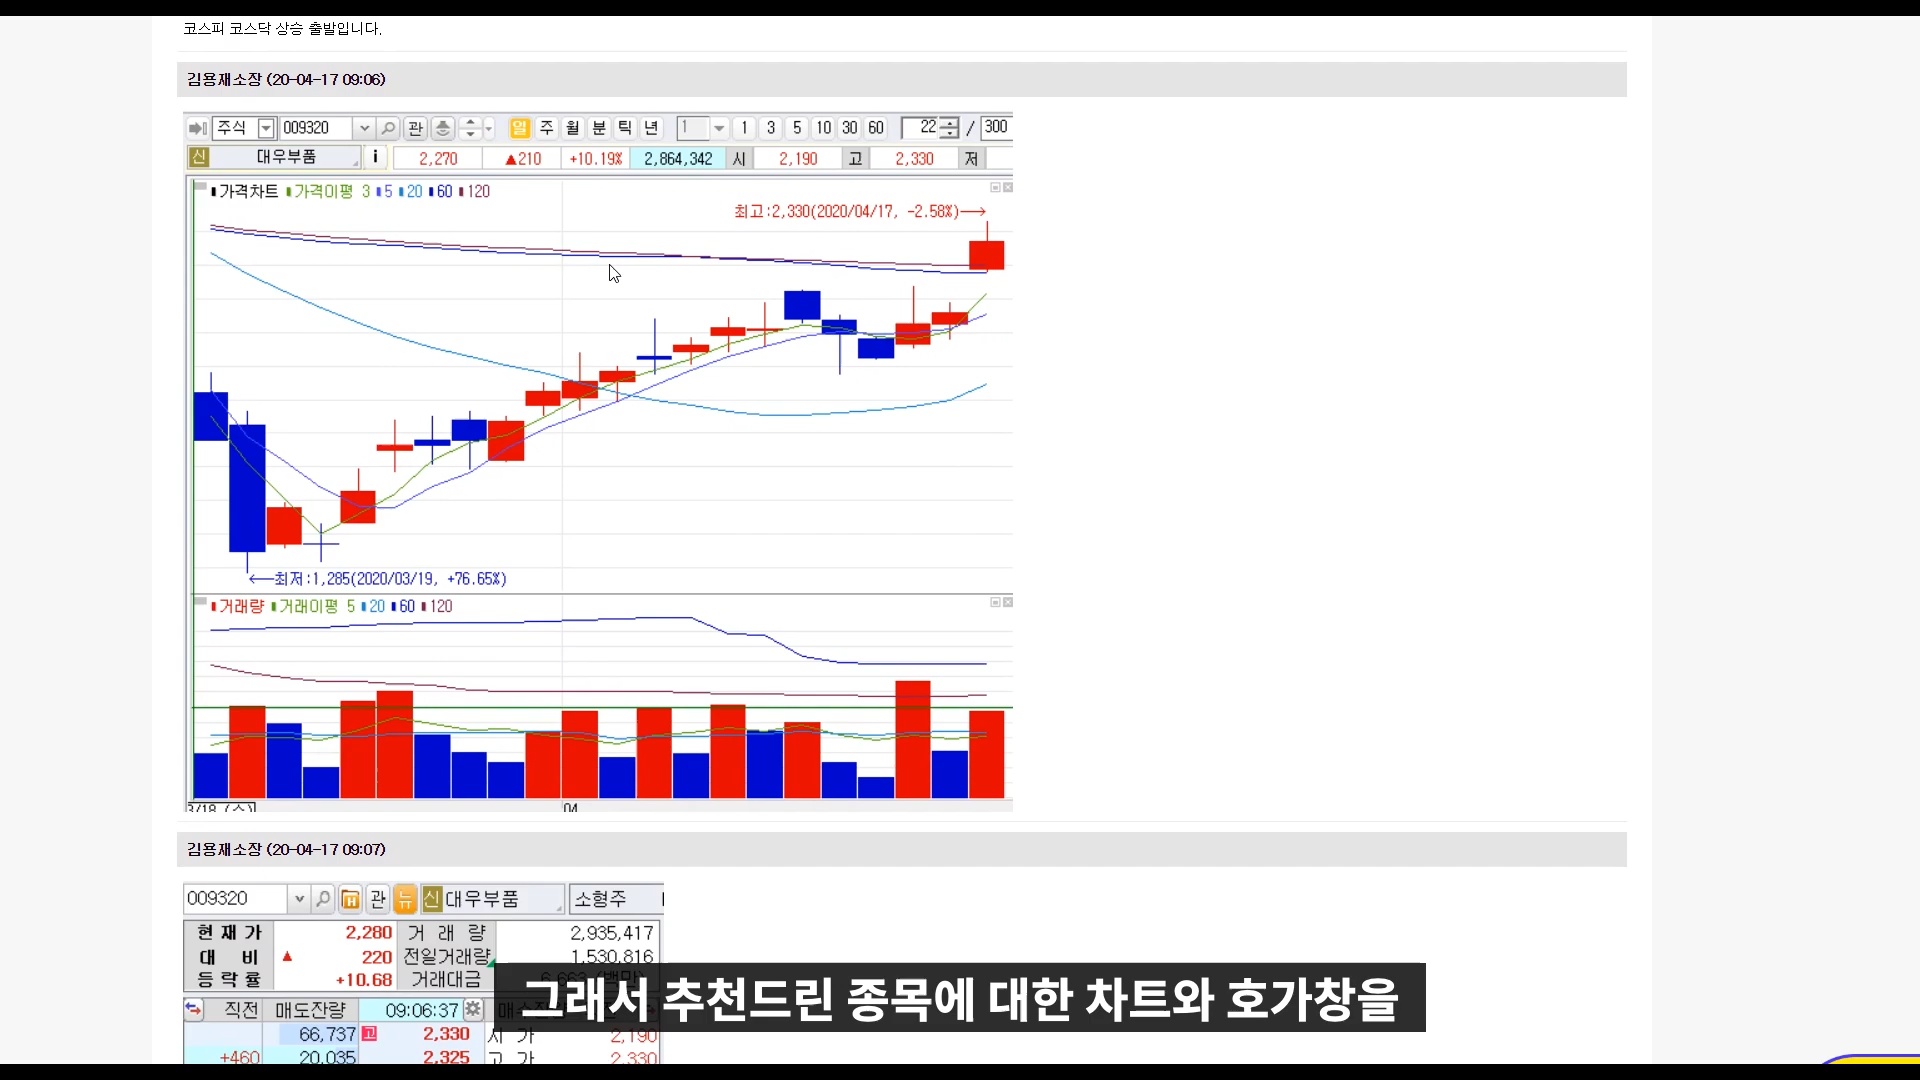 코스피 코스닥 상승 출발입니다.
김용재소장 (20-04-17 09:06)
주식 009320 관 일 주 월 분 틱 년 1 1 3 5 10 30 60 22 / 300
신 대우부품 i 2,270 ▲210 +10.19% 2,864,342 시 2,190 고 2,330 저
가격차트 가격이평 3 5 20 60 120
최고:2,330(2020/04/17, -2.58%)→
←최저:1,285(2020/03/19, +76.65%)
거래량 거래이평 5 20 60 120
3/18 (수) 04
김용재소장 (20-04-17 09:07)
009320 관 뉴 신 대우부품 소형주
현재가 2,280 거래량 2,935,417
대비 ▲ 220 전일거래량 1,530,816
등락률 +10.68 거래대금
직전 매도잔량 09:06:37
66,737 고 2,330 시가 2,190
+460 20,035 2,325 고가 2,330
그래서 추천드린 종목에 대한 차트와 호가창을